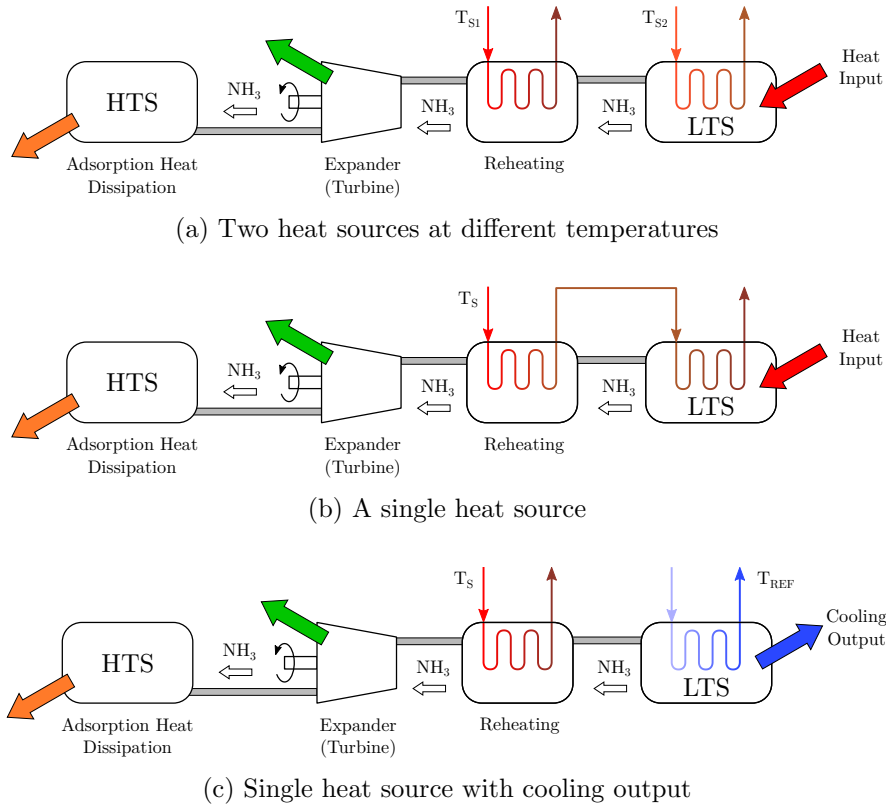 T_S1
T_S2
Heat
Input
HTS
NH₃
NH₃
NH₃
LTS
Adsorption Heat
Dissipation
Expander
(Turbine)
Reheating
(a) Two heat sources at different temperatures
T_S
Heat
Input
HTS
NH₃
NH₃
NH₃
LTS
Adsorption Heat
Dissipation
Expander
(Turbine)
Reheating
(b) A single heat source
T_S
T_REF
Cooling
Output
HTS
NH₃
NH₃
NH₃
LTS
Adsorption Heat
Dissipation
Expander
(Turbine)
Reheating
(c) Single heat source with cooling output